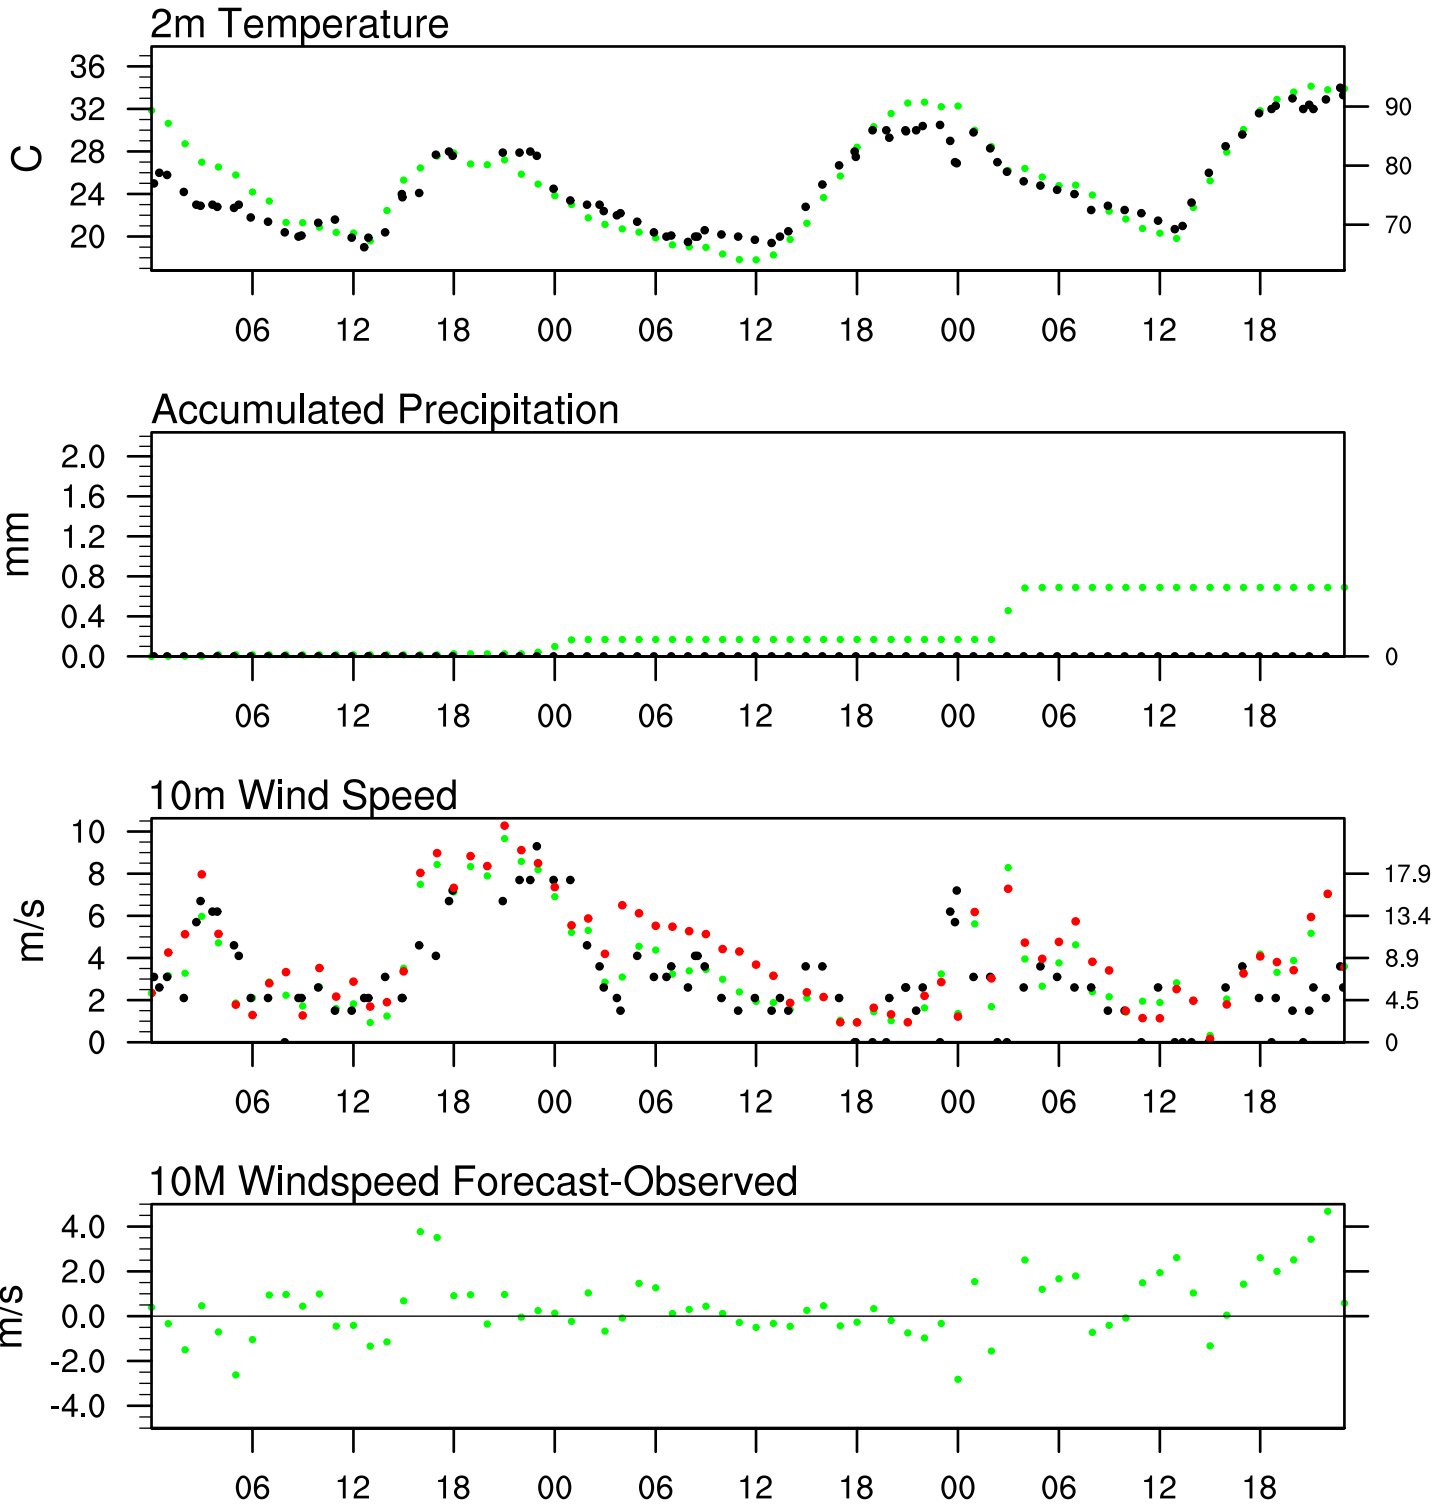 2m Temperature
36
32
28
24
20
C
90
80
70
06 12 18 00 06 12 18 00 06 12 18
Accumulated Precipitation
2.0
1.6
1.2
0.8
0.4
0.0
mm
0
06 12 18 00 06 12 18 00 06 12 18
10m Wind Speed
10
8
6
4
2
0
m/s
17.9
13.4
8.9
4.5
0
06 12 18 00 06 12 18 00 06 12 18
10M Windspeed Forecast-Observed
4.0
2.0
0.0
-2.0
-4.0
m/s
06 12 18 00 06 12 18 00 06 12 18